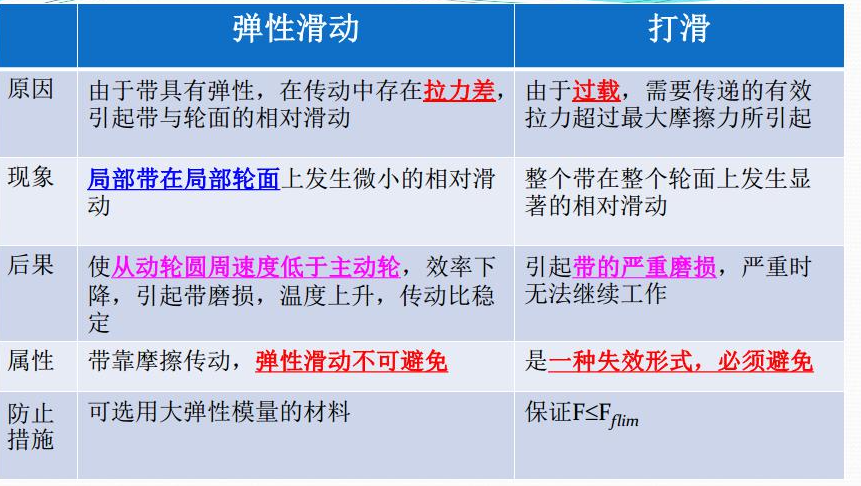 弹性滑动
打滑
原因
由于带具有弹性，在传动中存在拉力差，
引起带与轮面的相对滑动
由于过载，需要传递的有效
拉力超过最大摩擦力所引起
现象
局部带在局部轮面上发生微小的相对滑
动
整个带在整个轮面上发生显
著的相对滑动
后果
使从动轮圆周速度低于主动轮，效率下
降，引起带磨损，温度上升，传动比稳
定
引起带的严重磨损，严重时
无法继续工作
属性
带靠摩擦传动，弹性滑动不可避免
是一种失效形式，必须避免
防止
措施
可选用大弹性模量的材料
保证F≤Fflim